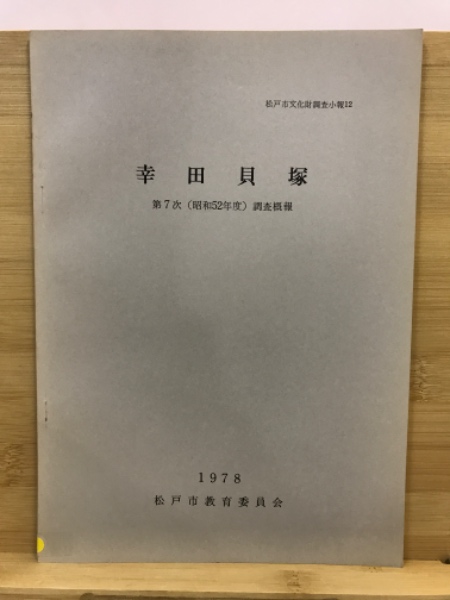 松戸市文化財調査小報12
幸田貝塚
第7次（昭和52年度）調査概報
1978
松戸市教育委員会